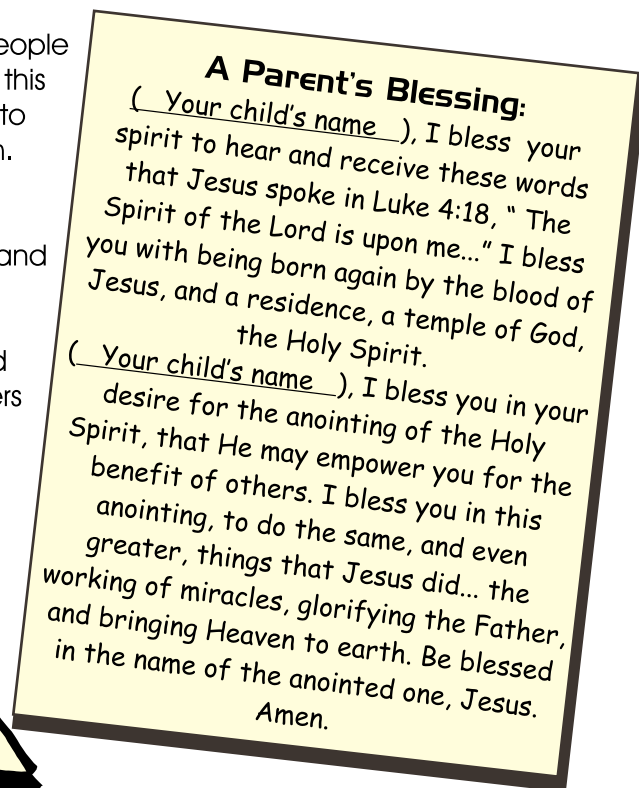 eople
this
to
n.
and
d
ers
A Parent's Blessing:
( Your child's name ), I bless your
spirit to hear and receive these words
that Jesus spoke in Luke 4:18, " The
Spirit of the Lord is upon me..." I bless
you with being born again by the blood of
Jesus, and a residence, a temple of God,
the Holy Spirit.
( Your child's name ), I bless you in your
desire for the anointing of the Holy
Spirit, that He may empower you for the
benefit of others. I bless you in this
anointing, to do the same, and even
greater, things that Jesus did... the
working of miracles, glorifying the Father,
and bringing Heaven to earth. Be blessed
in the name of the anointed one, Jesus.
Amen.